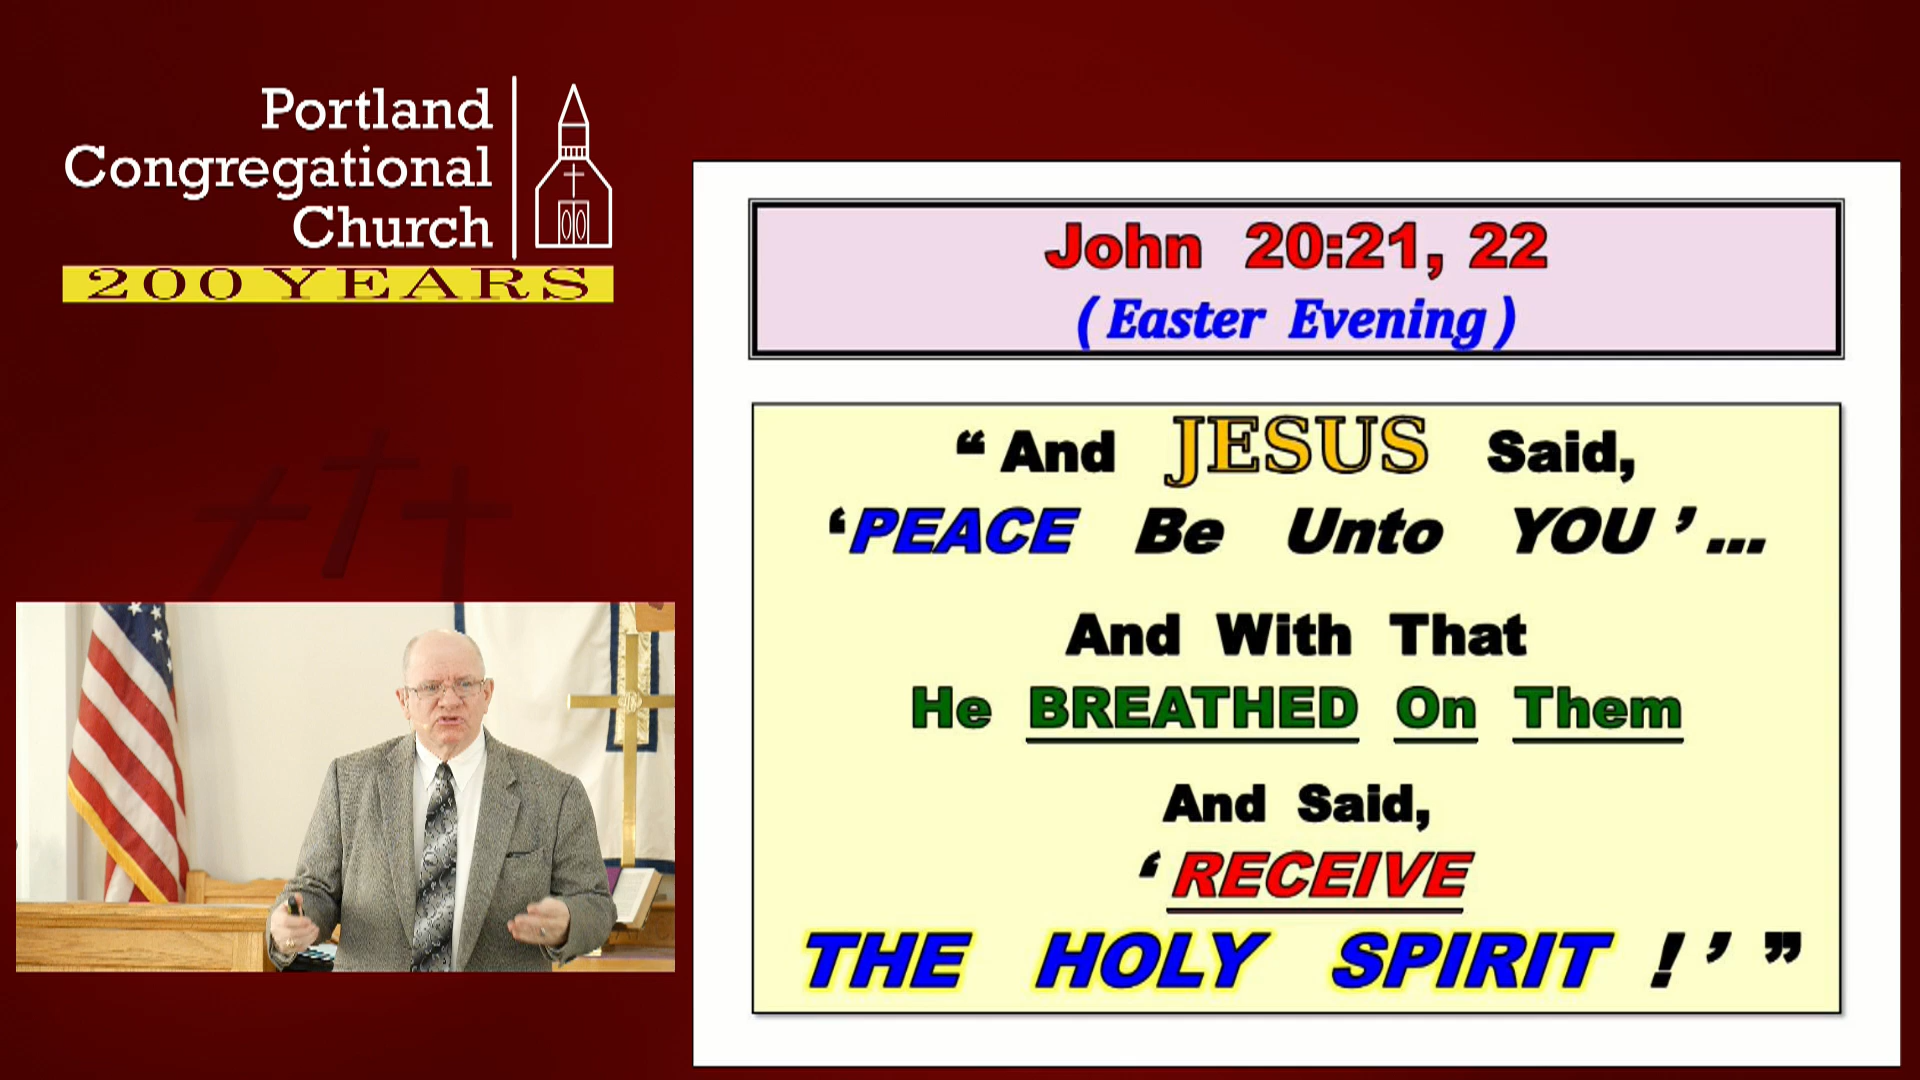 Portland
Congregational
Church
200 YEARS
John 20:21, 22
( Easter Evening )
“ And JESUS Said,
‘PEACE Be Unto YOU ’ ...
And With That
He BREATHED On Them
And Said,
‘ RECEIVE
THE HOLY SPIRIT ! ’ ”